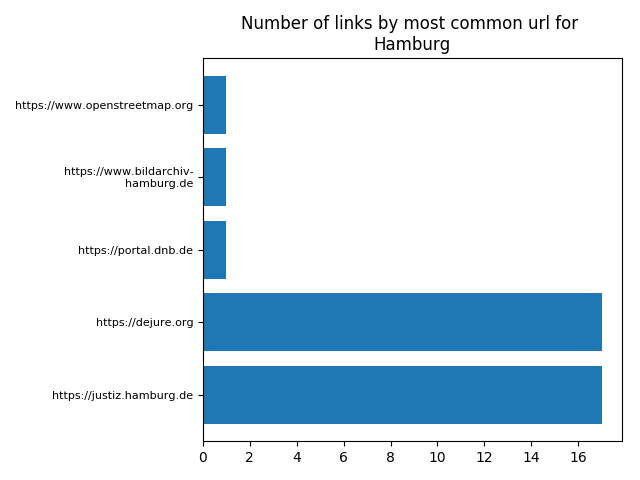 Number of links by most common url for
Hamburg
https://www.openstreetmap.org
https://www.bildarchiv-
hamburg.de
https://portal.dnb.de
https://dejure.org
https://justiz.hamburg.de
0 2 4 6 8 10 12 14 16